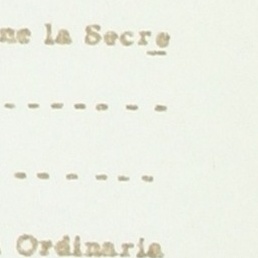 ne la Secre
- - - - - - -
- - - - - -
Ordinaria